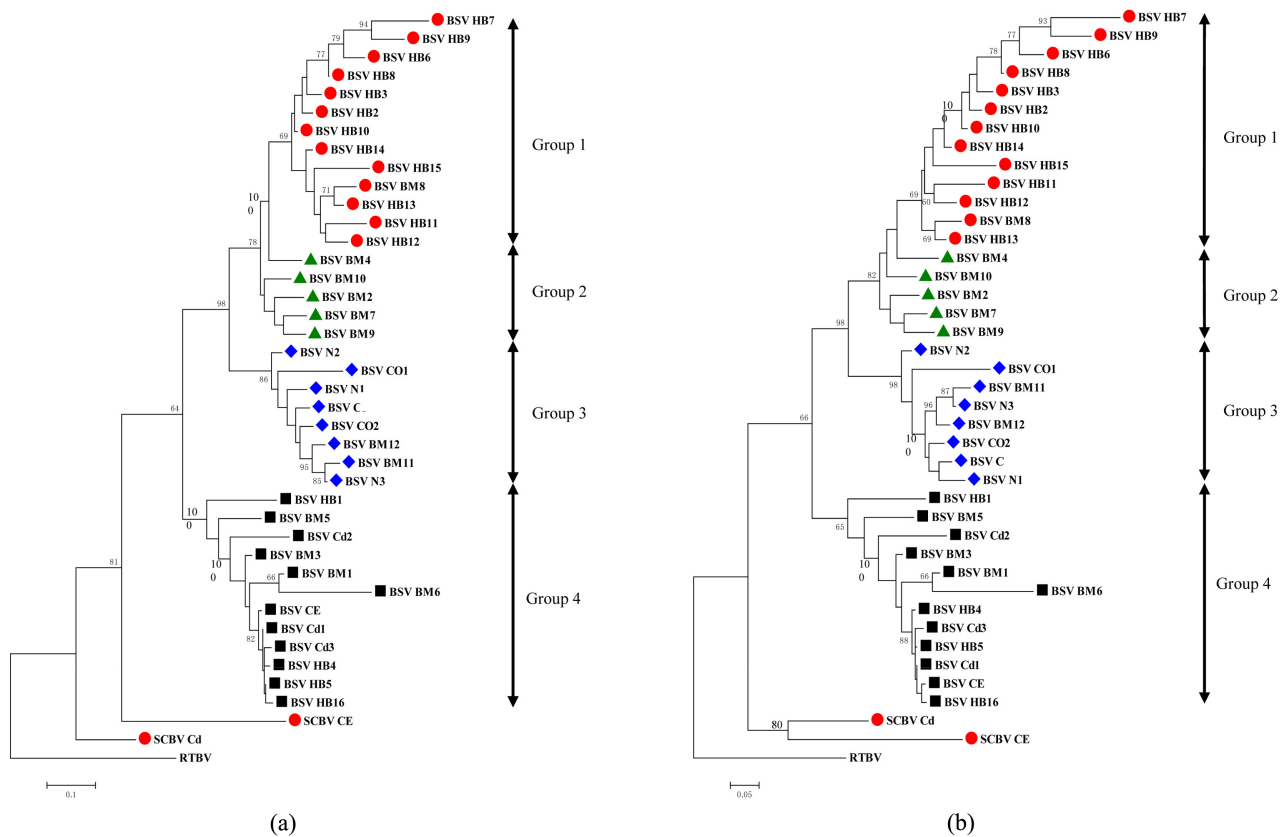 94
BSV HB7
BSV HB9
79
BSV HB6
77
BSV HB8
BSV HB3
BSV HB2
BSV HB10
69
BSV HB14
BSV HB15
BSV BM8
71
BSV HB13
BSV HB11
BSV HB12
10
0
78
BSV BM4
BSV BM10
BSV BM2
BSV BM7
BSV BM9
98
BSV N2
BSV CO1
86
BSV N1
BSV C
BSV CO2
BSV BM12
95
BSV BM11
85
BSV N3
64
BSV HB1
10
0
BSV BM5
BSV Cd2
BSV BM3
10
0
BSV BM1
66
BSV BM6
BSV CE
BSV Cd1
82
BSV Cd3
BSV HB4
BSV HB5
BSV HB16
81
SCBV CE
SCBV Cd
RTBV
0.1
Group 1
Group 2
Group 3
Group 4
(a)
93
BSV HB7
BSV HB9
77
BSV HB6
78
BSV HB8
BSV HB3
BSV HB2
10
0
BSV HB10
BSV HB14
BSV HB15
BSV HB11
69
60
BSV HB12
BSV BM8
69
BSV HB13
BSV BM4
82
BSV BM10
BSV BM2
BSV BM7
BSV BM9
98
BSV N2
BSV CO1
98
BSV BM11
87
BSV N3
96
BSV BM12
10
0
BSV CO2
BSV C
BSV N1
66
BSV HB1
65
BSV BM5
BSV Cd2
BSV BM3
10
0
BSV BM1
66
BSV BM6
BSV HB4
BSV Cd3
88
BSV HB5
BSV Cd1
BSV CE
BSV HB16
SCBV Cd
80
SCBV CE
RTBV
0.05
Group 1
Group 2
Group 3
Group 4
(b)